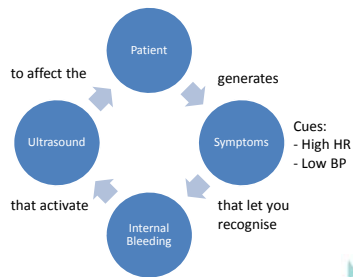 Patient
to affect the
generates
Ultrasound
Symptoms
Cues:
- High HR
- Low BP
that activate
that let you
recognise
Internal
Bleeding